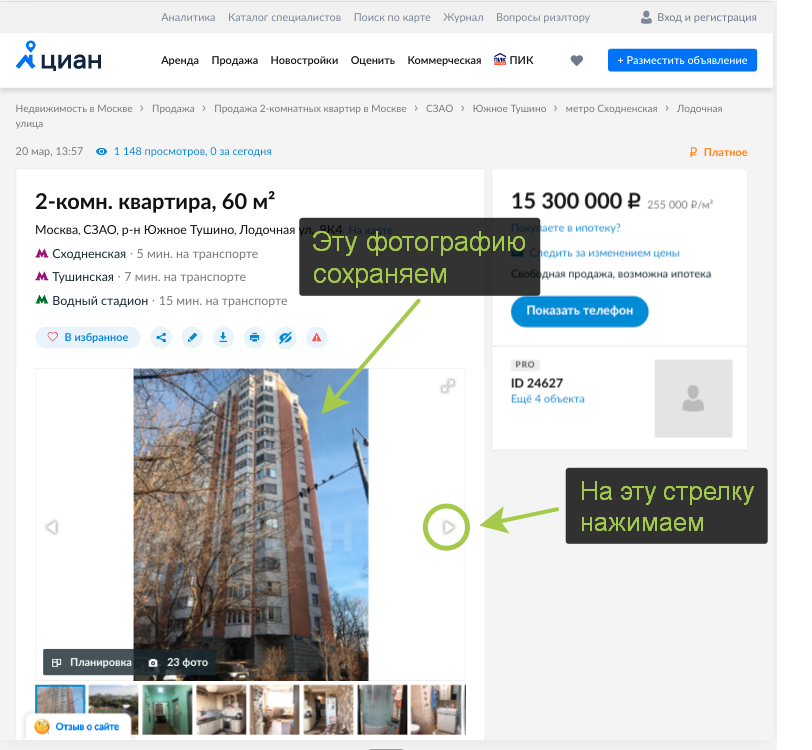 Аналитика Каталог специалистов Поиск по карте Журнал Вопросы риэлтору Вход и регистрация
циан Аренда Продажа Новостройки Оценить Коммерческая ПИК ПИК + Разместить объявление
Недвижимость в Москве › Продажа › Продажа 2-комнатных квартир в Москве › СЗАО › Южное Тушино › метро Сходненская › Лодочная
улица
20 мар, 13:57 1 148 просмотров, 0 за сегодня
₽ Платное
2-комн. квартира, 60 м²
Москва, СЗАО, р-н Южное Тушино, Лодочная ул., 9К4 На карте
Сходненская · 5 мин. на транспорте
Тушинская · 7 мин. на транспорте
Водный стадион · 15 мин. на транспорте
В избранное
Эту фотографию
сохраняем
15 300 000 ₽ 255 000 ₽/м²
Покупаете в ипотеку?
Следить за изменением цены
Свободная продажа, возможна ипотека
Показать телефон
PRO
ID 24627
Ещё 4 объекта
На эту стрелку
нажимаем
Планировка 23 фото
Отзыв о сайте